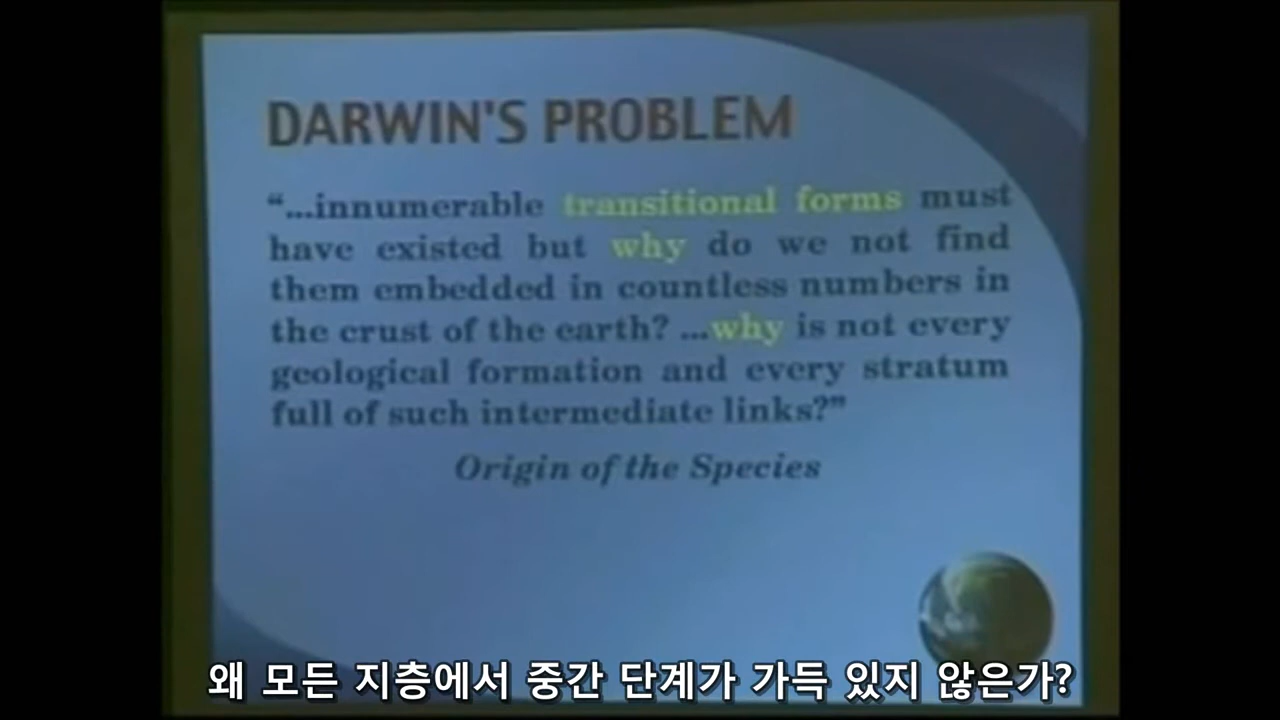 DARWIN'S PROBLEM
“...innumerable transitional forms must
have existed but why do we not find
them embedded in countless numbers in
the crust of the earth? ...why is not every
geological formation and every stratum
full of such intermediate links?”
Origin of the Species
왜 모든 지층에서 중간 단계가 가득 있지 않은가?